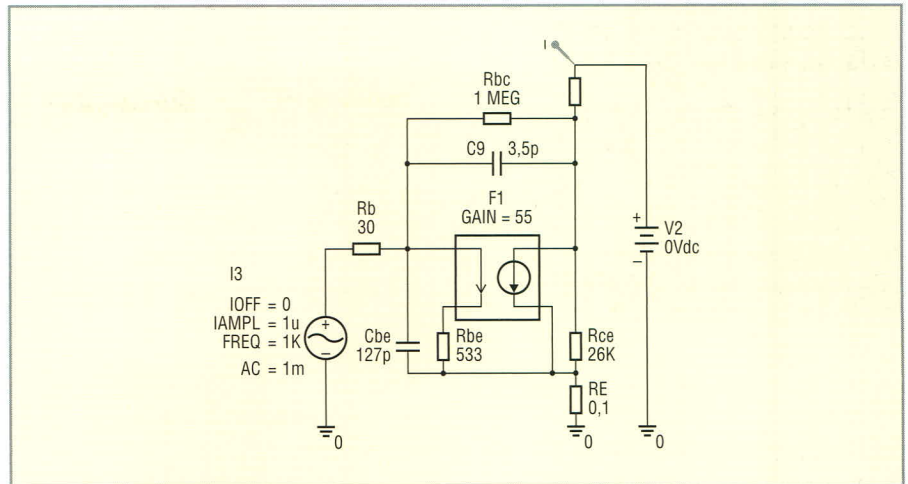 I
Rbc
1 MEG
C9 3,5p
F1
GAIN = 55
Rb
30
+
V2
0Vdc
−
I3
IOFF = 0
IAMPL = 1u
FREQ = 1K
AC = 1m
+
−
Cbe
127p
Rbe
533
Rce
26K
RE
0,1
0
0
0